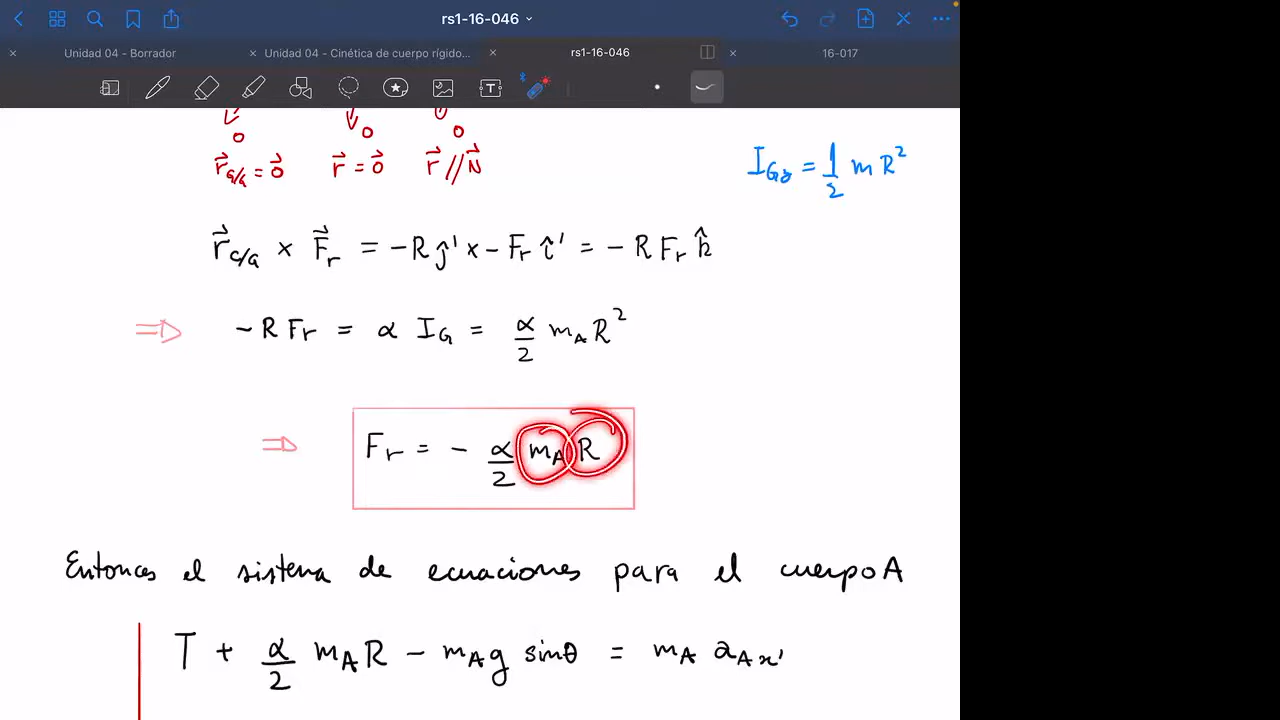 rs1-16-046
Unidad 04 - Borrador
Unidad 04 - Cinética de cuerpo rígido...
rs1-16-046
16-017
0 0 0
r⃗G/G = 0⃗ r⃗ = 0⃗ r⃗ // N⃗
IGz = 1/2 m R²
r⃗C/G × F⃗r = -R ĵ' × - Fr î' = - R Fr k̂
⇒ - R Fr = α IG = α/2 mA R²
⇒ Fr = - α/2 mA R
Entonces el sistema de ecuaciones para el cuerpo A
T + α/2 mA R - mA g sinθ = mA aAx'